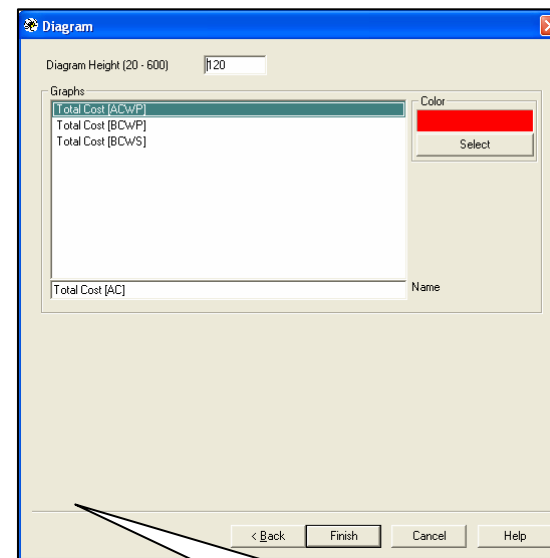 Diagram
Diagram Height (20 - 600) 120
Graphs
Total Cost [ACWP]
Total Cost [BCWP]
Total Cost [BCWS]
Color
Select
Total Cost [AC] Name
< Back Finish Cancel Help